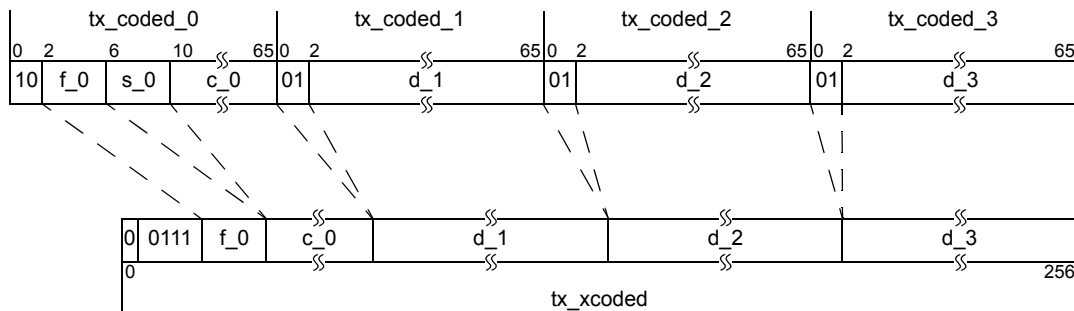 tx_coded_0 tx_coded_1 tx_coded_2 tx_coded_3
0 2 6 10 65 0 2 65 0 2 65 0 2 65
10 f_0 s_0 c_0 01 d_1 01 d_2 01 d_3
0 0111 f_0 c_0 d_1 d_2 d_3
0 256
tx_xcoded